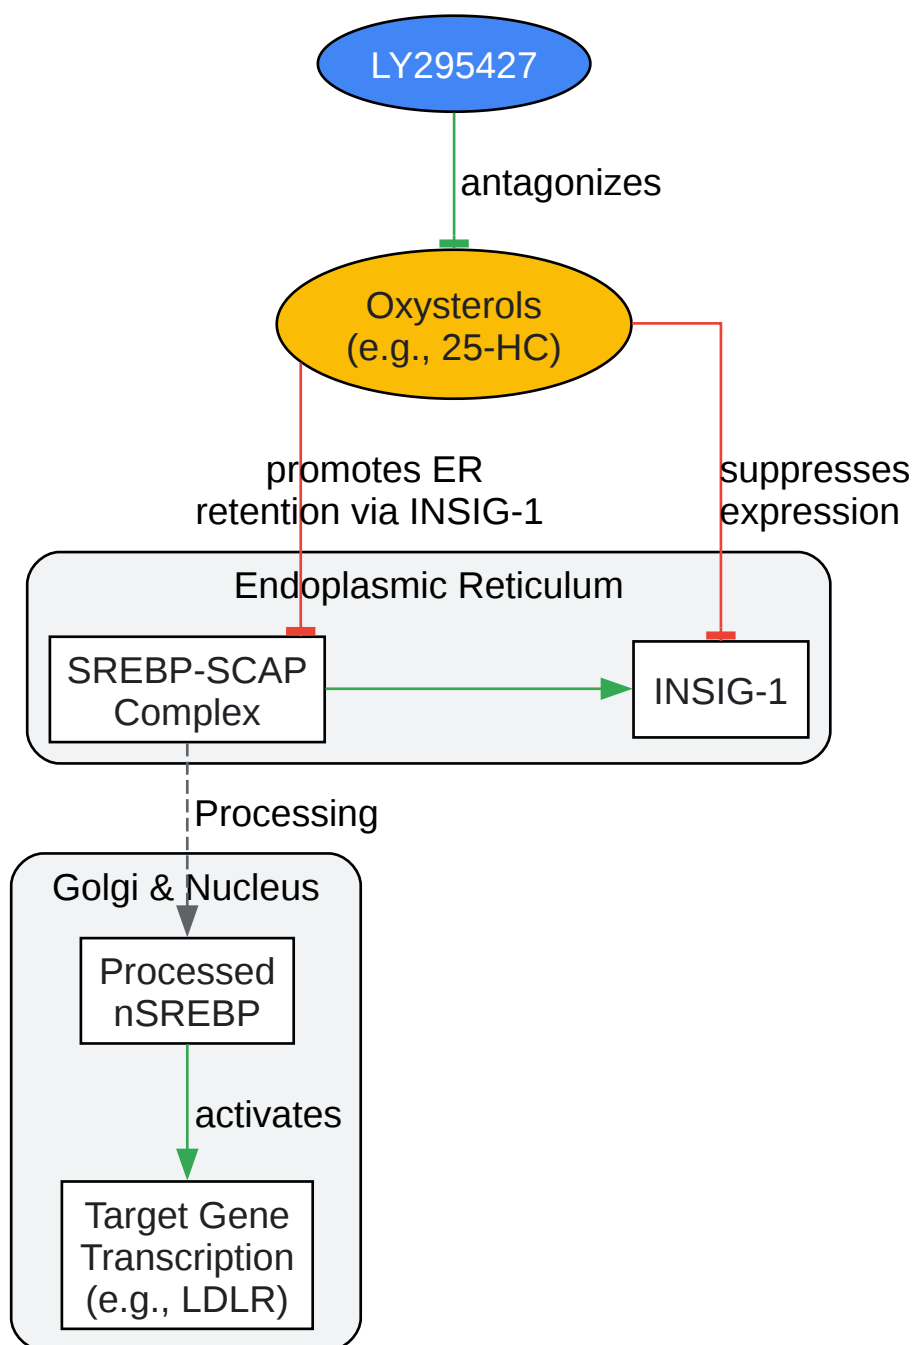 LY295427
antagonizes
Oxysterols
(e.g., 25-HC)
promotes ER
retention via INSIG-1
suppresses
expression
Endoplasmic Reticulum
SREBP-SCAP
Complex
INSIG-1
Processing
Golgi & Nucleus
Processed
nSREBP
activates
Target Gene
Transcription
(e.g., LDLR)